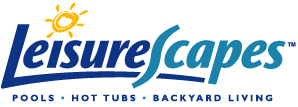 LeisureScapes™
POOLS • HOT TUBS • BACKYARD LIVING